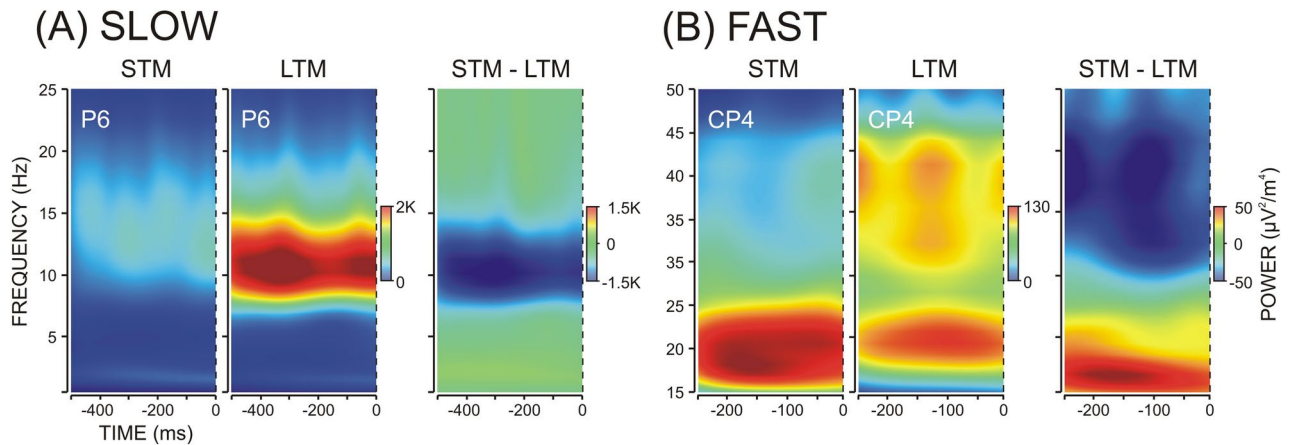 (A) SLOW
(B) FAST
STM
LTM
STM - LTM
STM
LTM
STM - LTM
FREQUENCY (Hz)
25
20
15
10
5
P6
P6
2K
0
1.5K
0
-1.5K
50
45
40
35
35
25
20
15
CP4
CP4
130
0
50
0
-50
POWER (µV²/m⁴)
-400 -200 0
-400 -200 0
-400 -200 0
-200 -100 0
-200 -100 0
-200 -100 0
TIME (ms)